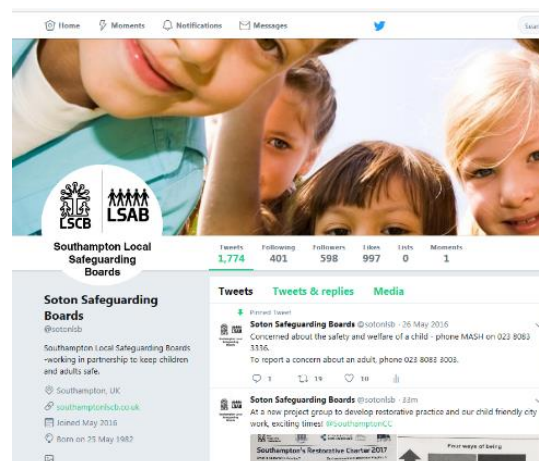 Home Moments Notifications Messages
LSCB LSAB
Southampton Local
Safeguarding
Boards
Tweets Following Followers Likes Lists Moments
1,774 401 598 997 0 1
Soton Safeguarding
Boards
@sotonlsb
Southampton Local Safeguarding Boards
-working in partnership to keep children
and adults safe.
Southampton, UK
southamptonlscb.co.uk
Joined May 2016
Born on 25 May 1982
Tweets Tweets & replies Media
Pinned Tweet
Soton Safeguarding Boards @sotonlsb · 26 May 2016
Concerned about the safety and welfare of a child - phone MASH on 023 8083
3336.
To report a concern about an adult, phone 023 8083 3003.
1 19 10
Soton Safeguarding Boards @sotonlsb · 33m
At a new project group to develop restorative practice and our child friendly city
work, exciting times! #SouthamptonCC
Southampton's Restorative Charter 2017
Four ways of being